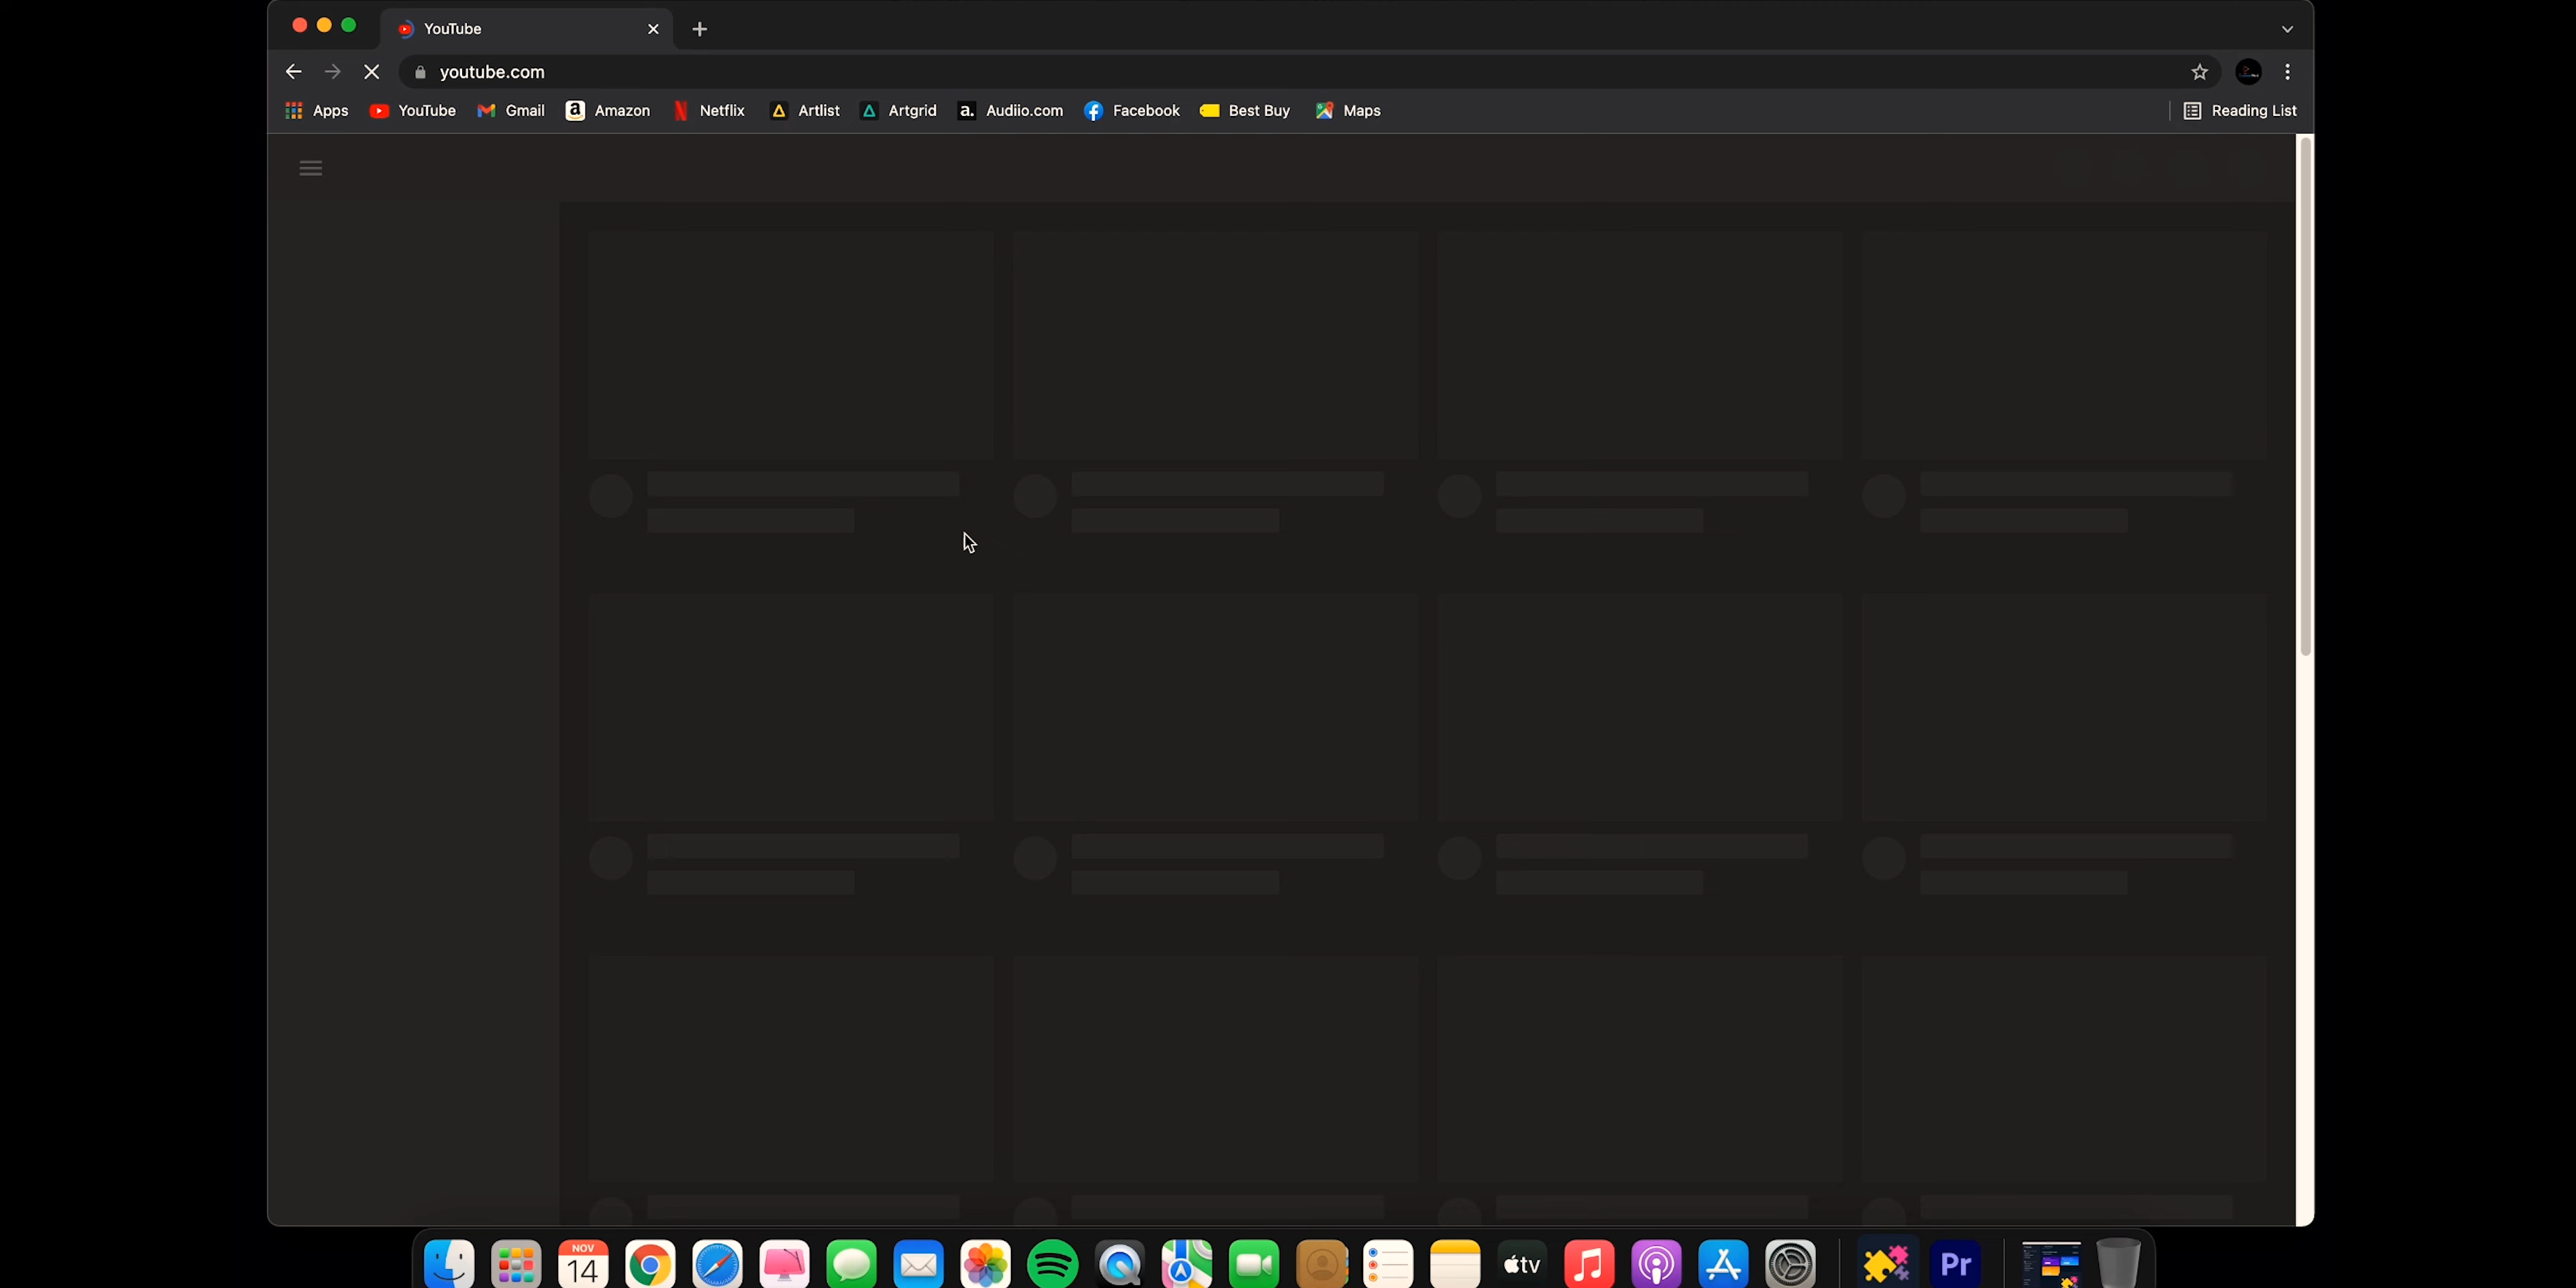 YouTube
youtube.com
Apps YouTube Gmail Amazon Netflix Artlist Artgrid Audiio.com Facebook Best Buy Maps Reading List
NOV
14
tv
Pr